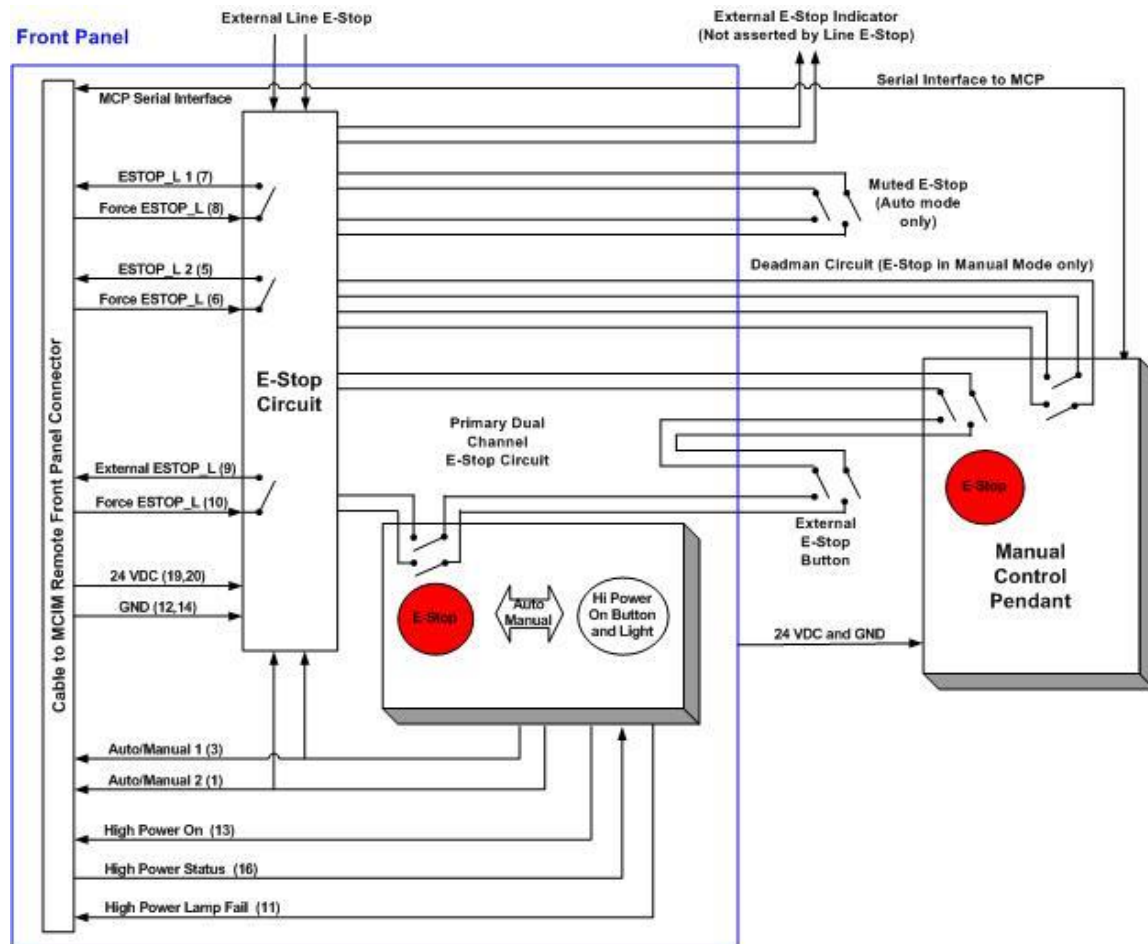 External Line E-Stop
External E-Stop Indicator
(Not asserted by Line E-Stop)
Front Panel
Serial Interface to MCP
MCP Serial Interface
ESTOP_L 1 (7)
Force ESTOP_L (8)
Muted E-Stop
(Auto mode
only)
ESTOP_L 2 (5)
Force ESTOP_L (6)
Deadman Circuit (E-Stop in Manual Mode only)
Cable to MCIM Remote Front Panel Connector
E-Stop
Circuit
Primary Dual
Channel
E-Stop Circuit
External ESTOP_L (9)
Force ESTOP_L (10)
E-Stop
External
E-Stop
Button
Manual
Control
Pendant
24 VDC (19,20)
GND (12,14)
E-Stop
Auto
Manual
Hi Power
On Button
and Light
24 VDC and GND
Auto/Manual 1 (3)
Auto/Manual 2 (1)
High Power On (13)
High Power Status (16)
High Power Lamp Fail (11)